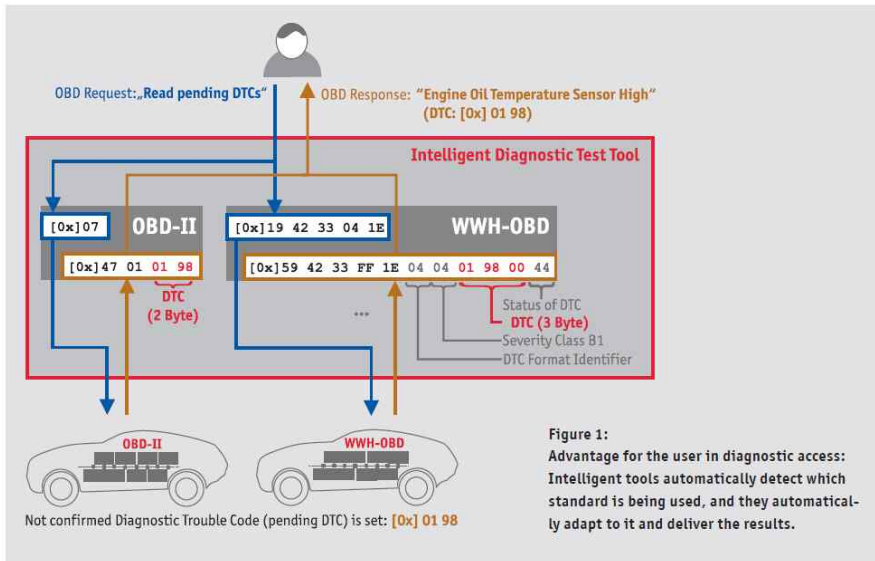 OBD Request:„Read pending DTCs“
OBD Response: “Engine Oil Temperature Sensor High“
(DTC: [0x] 01 98)
Intelligent Diagnostic Test Tool
[0x]07
OBD-II
[0x]19 42 33 04 1E
WWH-OBD
[0x]47 01 01 98
[0x]59 42 33 FF 1E 04 04 01 98 00 44
DTC
(2 Byte)
...
Status of DTC
DTC (3 Byte)
Severity Class B1
DTC Format Identifier
OBD-II
WWH-OBD
Not confirmed Diagnostic Trouble Code (pending DTC) is set: [0x] 01 98
Figure 1:
Advantage for the user in diagnostic access:
Intelligent tools automatically detect which
standard is being used, and they automatical-
ly adapt to it and deliver the results.